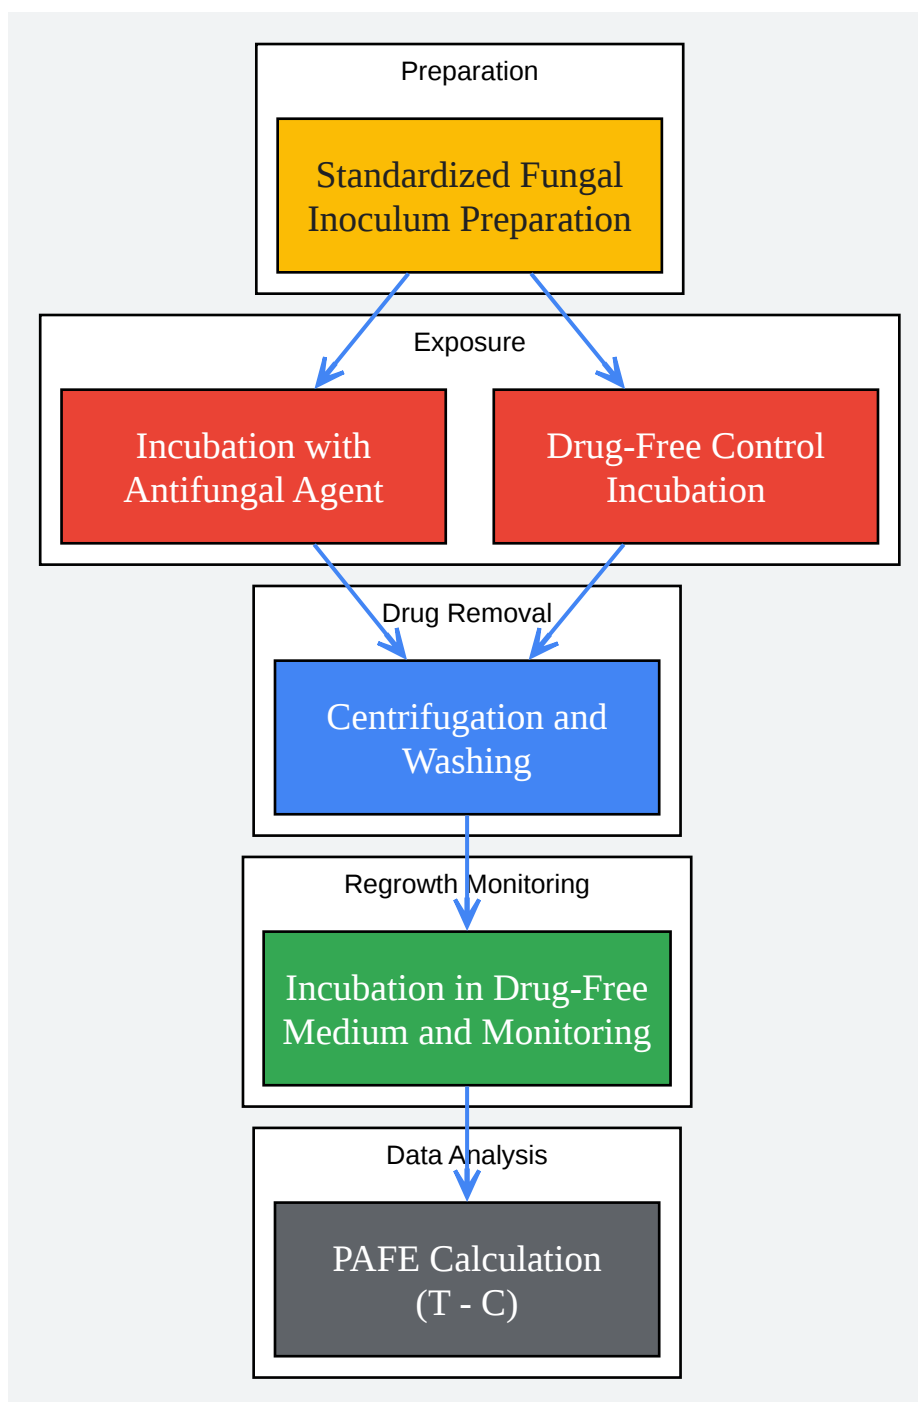 Preparation
Standardized Fungal
Inoculum Preparation
Exposure
Incubation with
Antifungal Agent
Drug-Free Control
Incubation
Drug Removal
Centrifugation and
Washing
Regrowth Monitoring
Incubation in Drug-Free
Medium and Monitoring
Data Analysis
PAFE Calculation
(T - C)